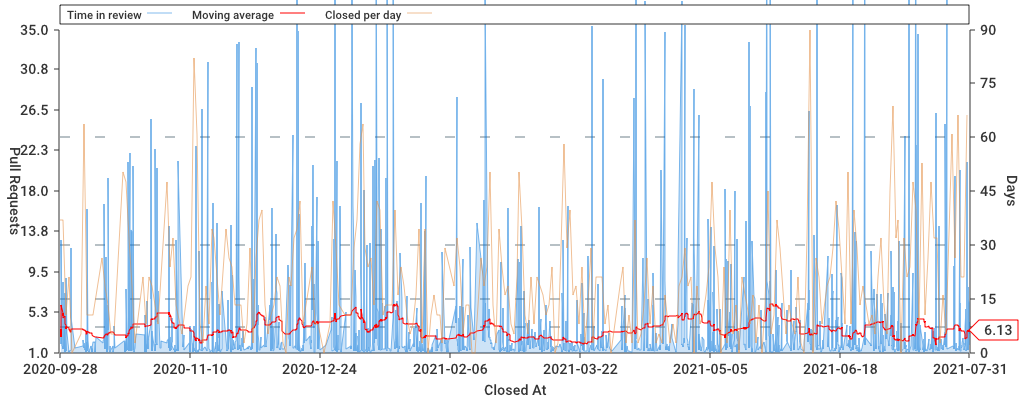 Time in review Moving average Closed per day
35.0 90
30.8 75
26.5 60
22.3
18.0 45
13.8 30
9.5
5.3 15
6.13
1.0 0
Pull Requests
Days
2020-09-28 2020-11-10 2020-12-24 2021-02-06 2021-03-22 2021-05-05 2021-06-18 2021-07-31
Closed At